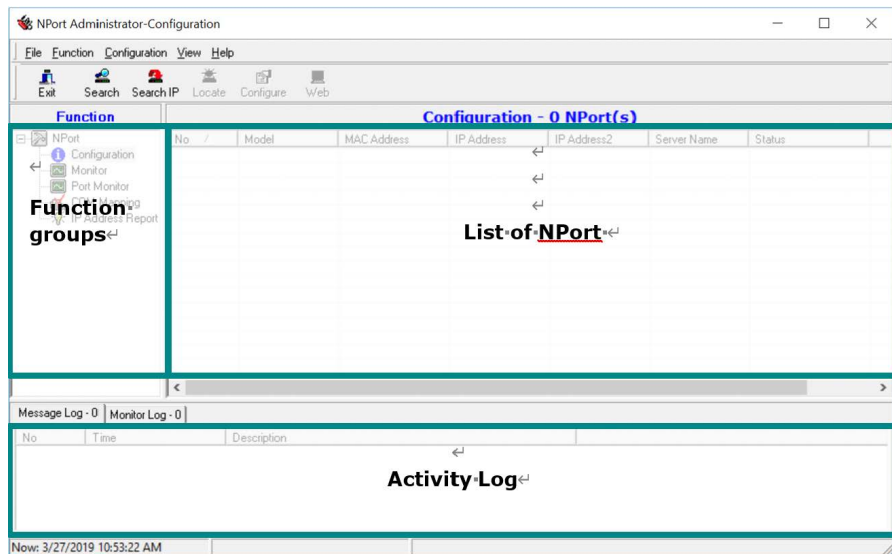 NPort Administrator-Configuration
File Function Configuration View Help
Exit Search Search IP Locate Configure Web
Function
Configuration - 0 NPort(s)
NPort
Configuration
Monitor
Port Monitor
COM Mapping
IP Address Report
Function
groups
No / Model MAC Address IP Address IP Address2 Server Name Status
List of NPort
Message Log - 0 Monitor Log - 0
No Time Description
Activity Log
Now: 3/27/2019 10:53:22 AM